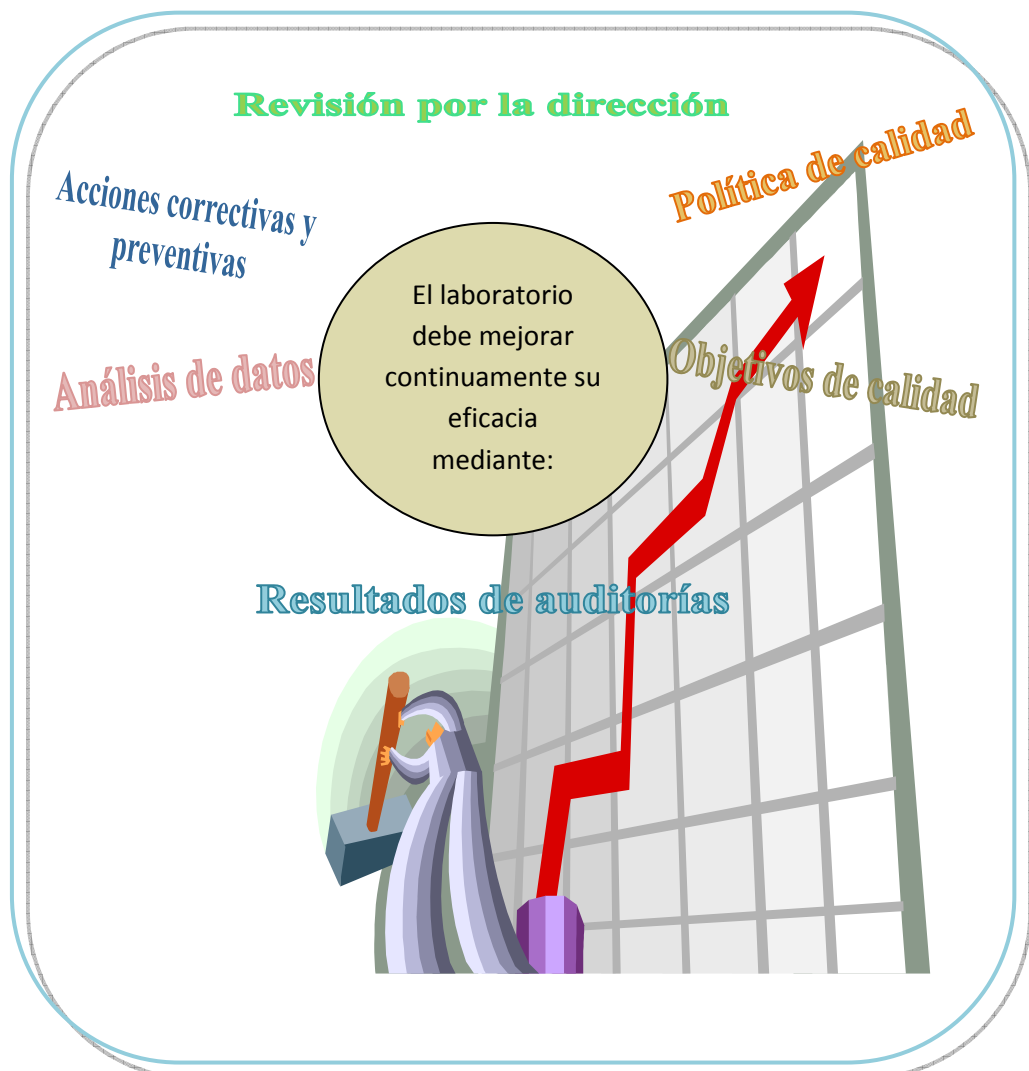 Revisión por la dirección
Política de calidad
Acciones correctivas y
preventivas
El laboratorio
debe mejorar
continuamente su
eficacia
mediante:
Análisis de datos
Objetivos de calidad
Resultados de auditorías